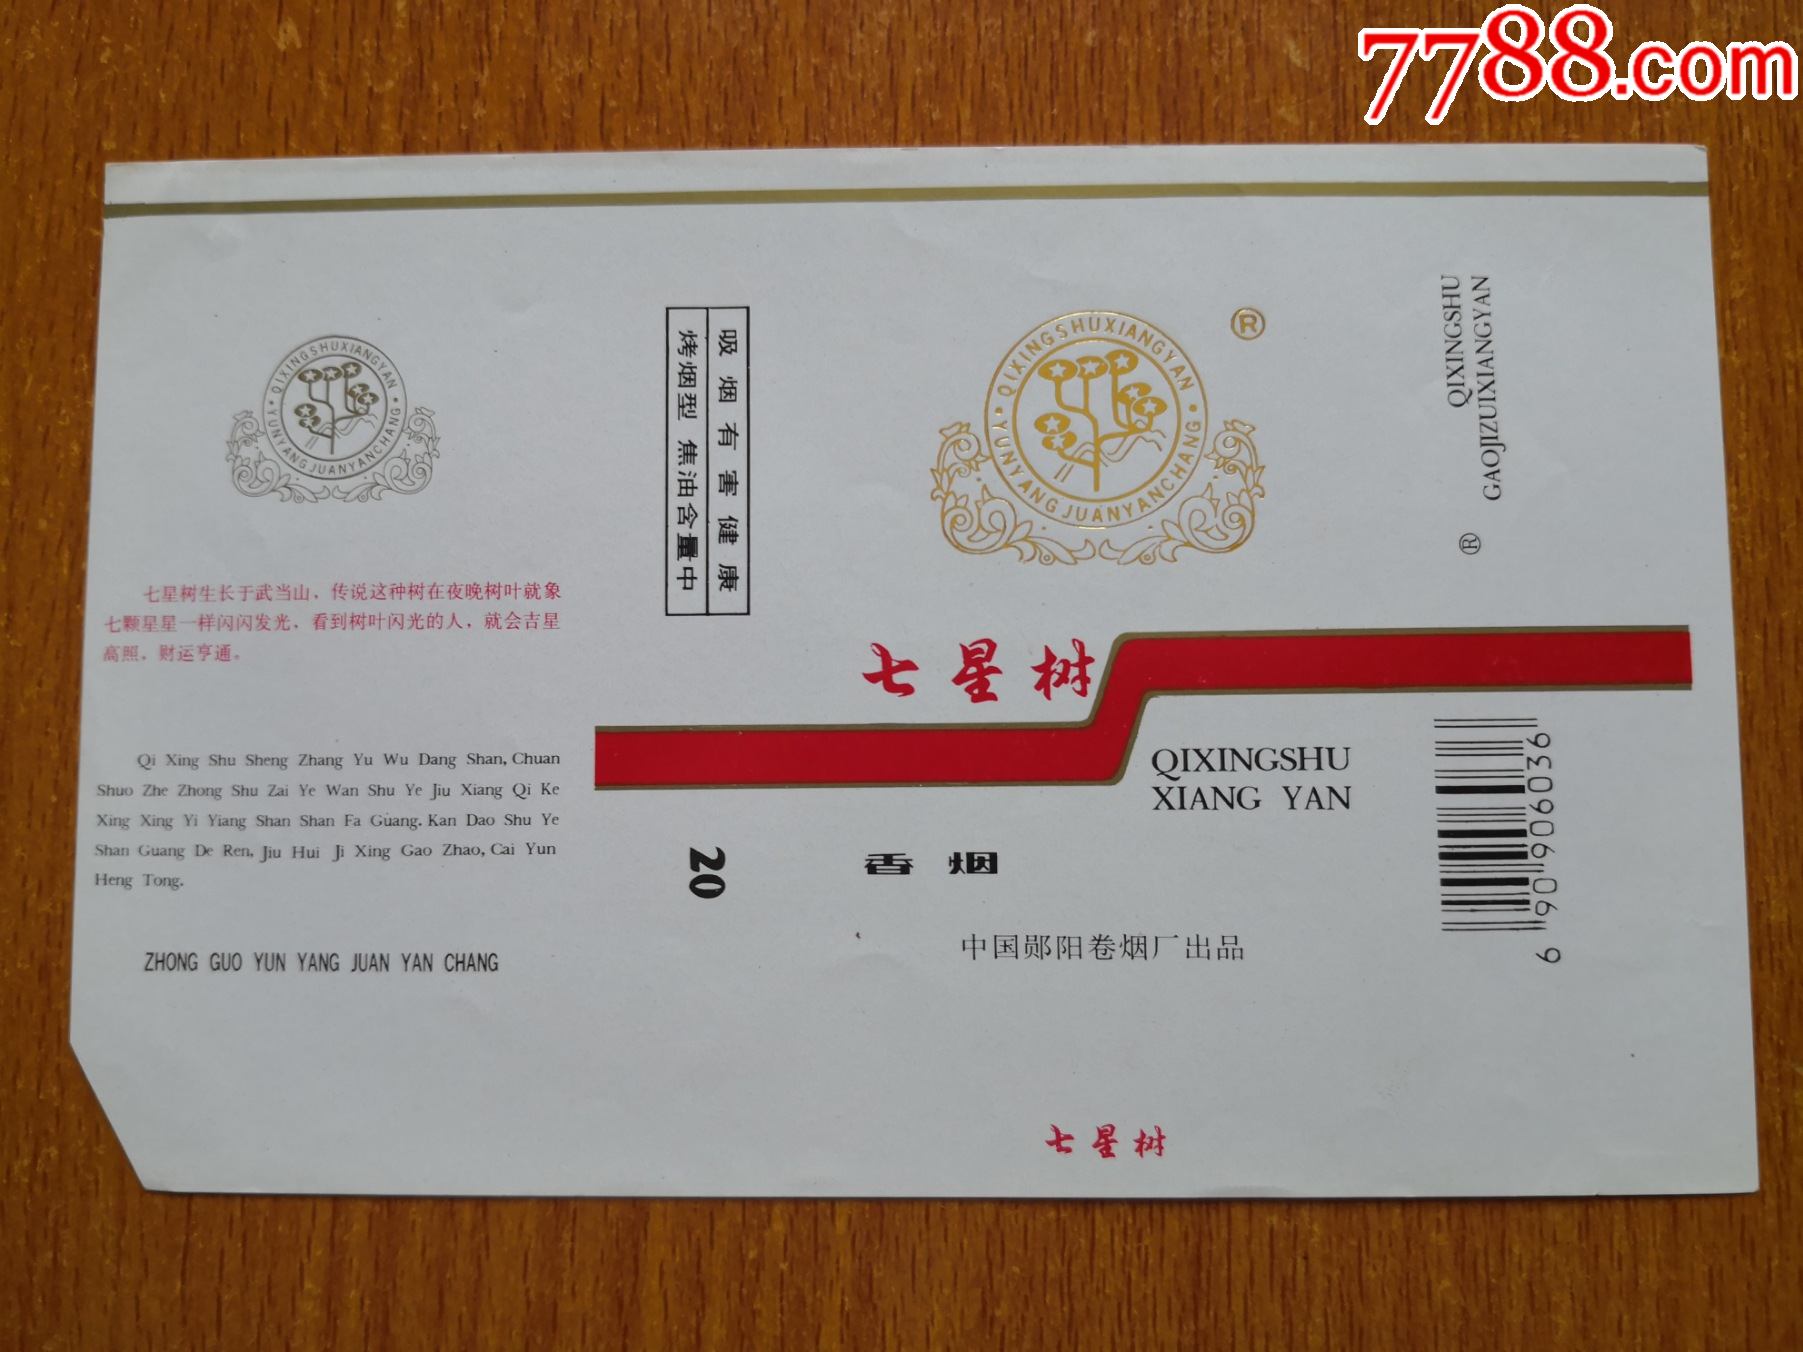 7788.com
QIXINGSHUXIANGYAN
YUNYANGJUANYANCHANG
七星树生长于武当山，传说这种树在夜晚树叶就象
七颗星星一样闪闪发光，看到树叶闪光的人，就会吉星
高照，财运亨通。
Qi Xing Shu Sheng Zhang Yu Wu Dang Shan, Chuan
Shuo Zhe Zhong Shu Zai Ye Wan Shu Ye Jiu Xiang Qi Ke
Xing Xing Yi Yiang Shan Shan Fa Guang. Kan Dao Shu Ye
Shan Guang De Ren, Jiu Hui Ji Xing Gao Zhao, Cai Yun
Heng Tong.
ZHONG GUO YUN YANG JUAN YAN CHANG
吸烟有害健康
烤烟型 焦油含量中
20
QIXINGSHUXIANGYAN
YUNYANGJUANYANCHANG
®
七星树
QIXINGSHU
XIANG YAN
香烟
中国郧阳卷烟厂出品
七星树
QIXINGSHU
GAOJIZUIXIANGYAN
®
6 901906 906036